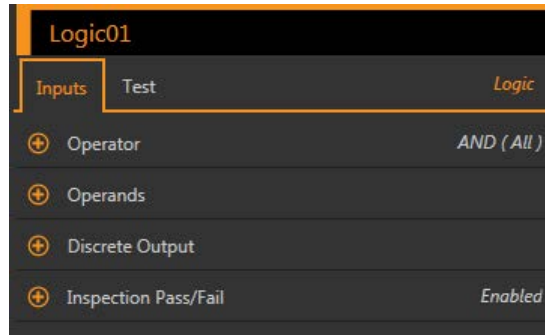 Logic01
Inputs Test Logic
Operator AND ( All )
Operands
Discrete Output
Inspection Pass/Fail Enabled